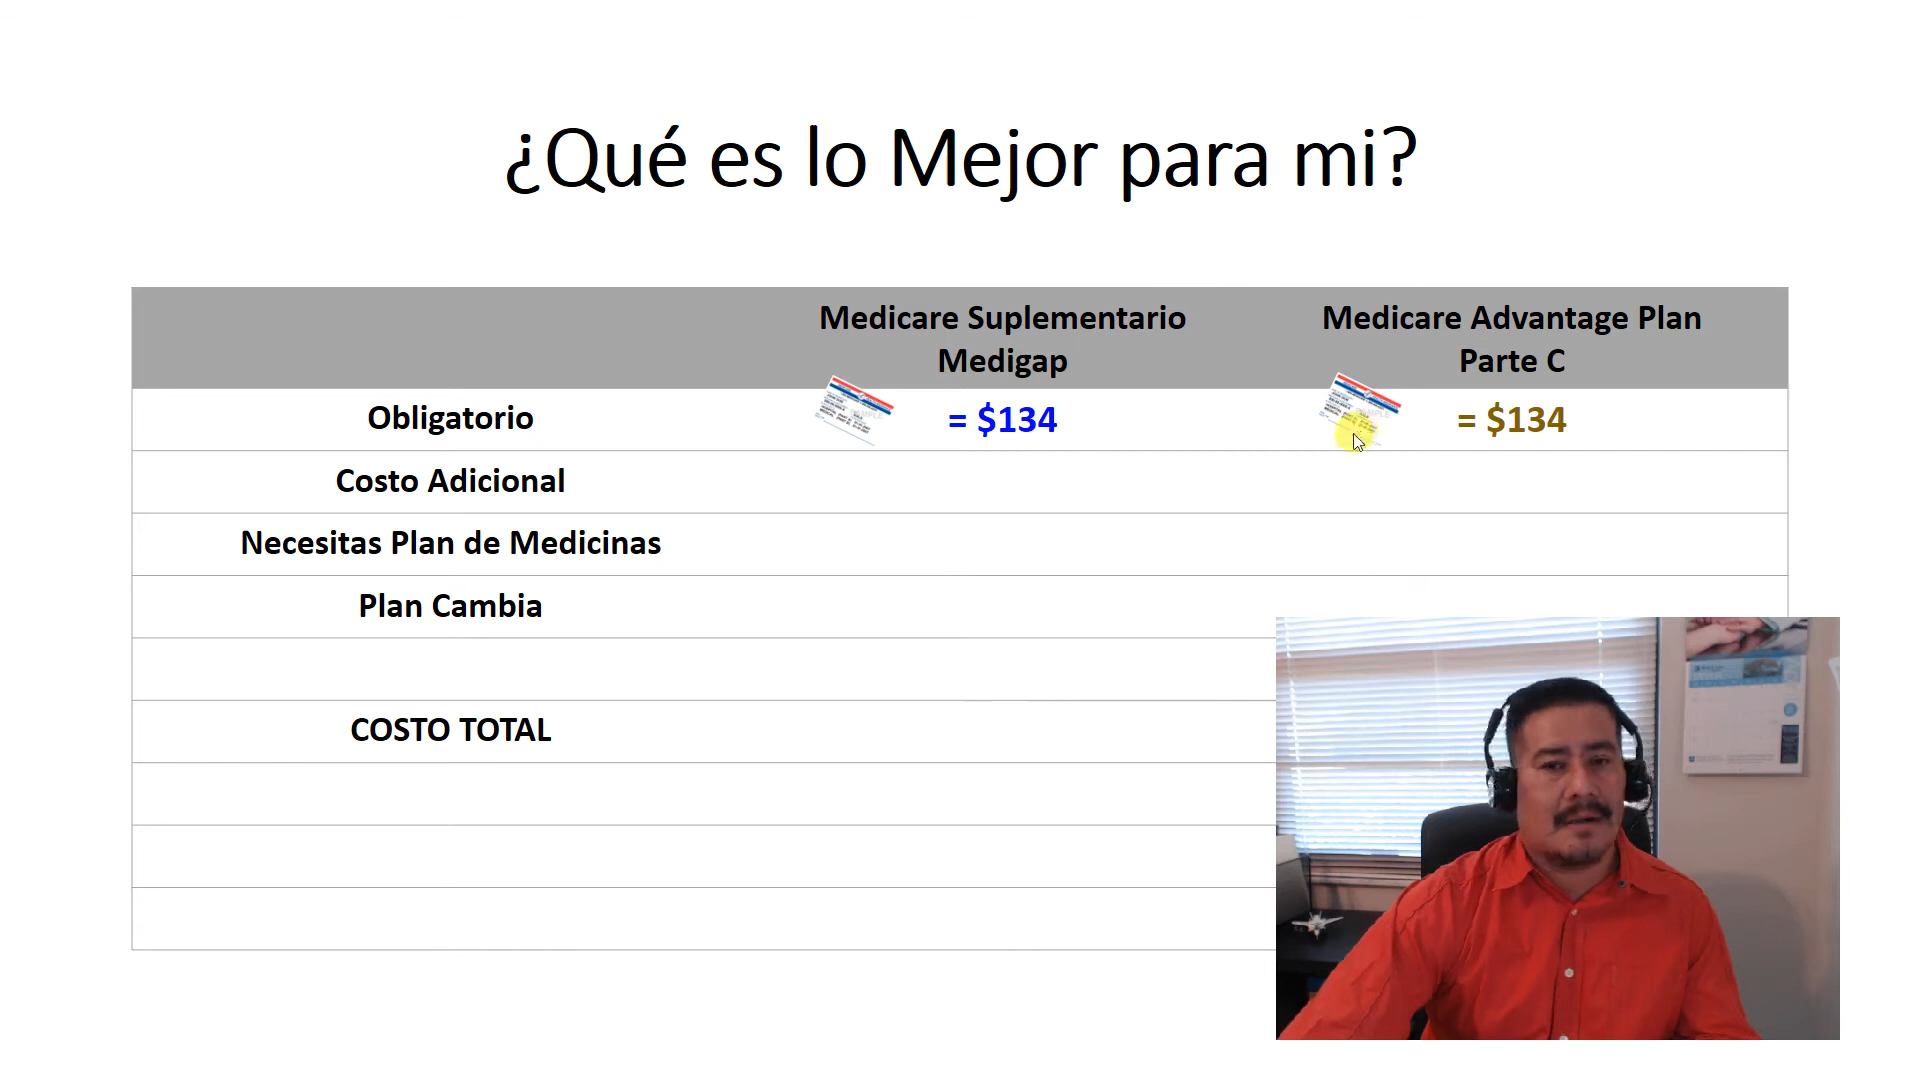 ¿Qué es lo Mejor para mi?
Medicare Suplementario
Medigap
Medicare Advantage Plan
Parte C
Obligatorio
= $134
= $134
Costo Adicional
Necesitas Plan de Medicinas
Plan Cambia
COSTO TOTAL